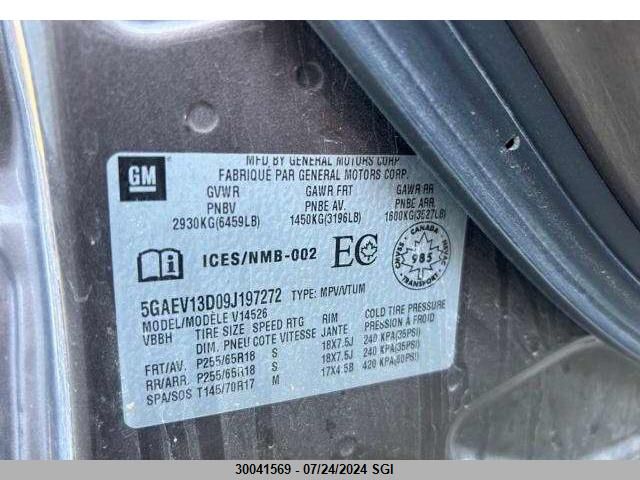 GM
MFD BY GENERAL MOTORS CORP.
FABRIQUÉ PAR GENERAL MOTORS CORP.
GVWR GAWR FRT GAWR RR
PNBV PNBE AV. PNBE ARR.
2930KG(6459LB) 1450KG(3196LB) 1600KG(3527LB)
ICES/NMB-002 EC CANADA 985
5GAEV13D09J197272 TYPE: MPV/VTUM
MODEL/MODÈLE V14526
VBBH TIRE SIZE SPEED RTG RIM COLD TIRE PRESSURE
DIM. PNEU COTE VITESSE JANTE PRESSION À FROID
FRT/AV. P255/65R18 S 18X7.5J 240 KPA(35PSI)
RR/ARR. P255/65R18 S 18X7.5J 240 KPA(35PSI)
SPA/SOS T145/70R17 M 17X4.5B 420 KPA(60PSI)
30041569 - 07/24/2024 SGI